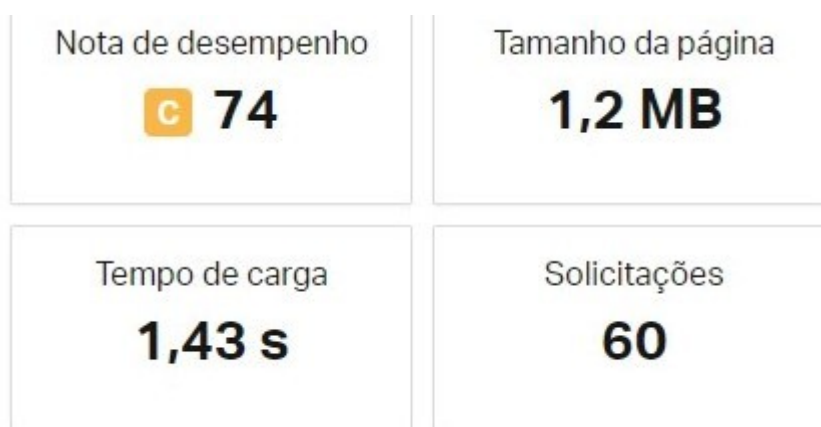 Nota de desempenho
C 74
Tamanho da página
1,2 MB
Tempo de carga
1,43 s
Solicitações
60